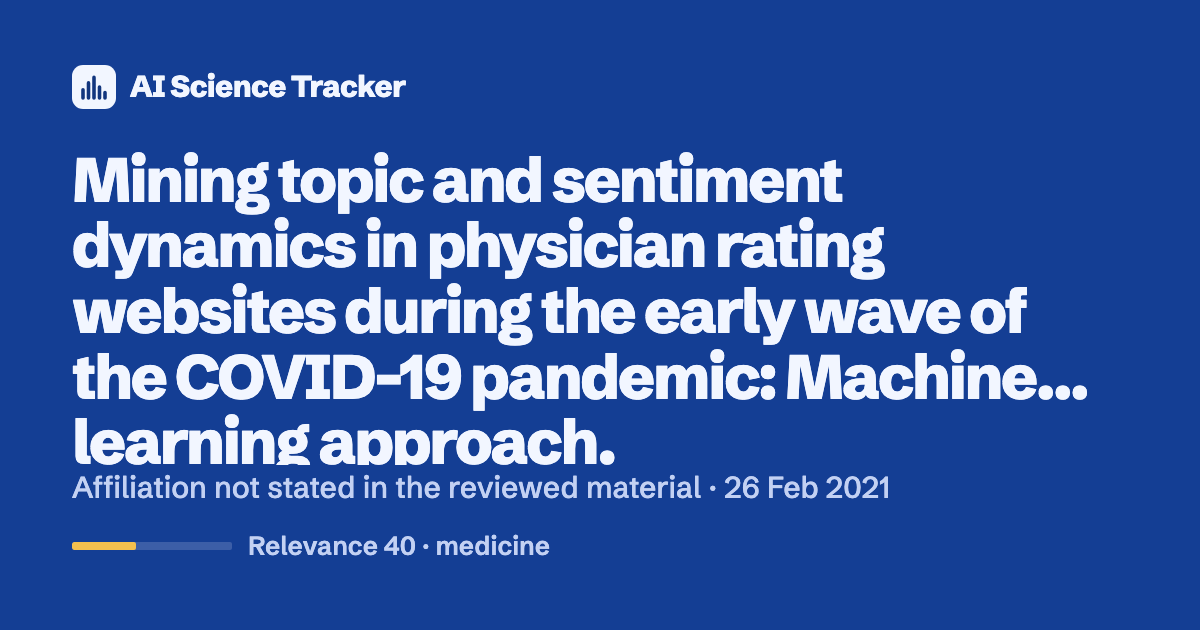 AI Science Tracker
Mining topic and sentiment
dynamics in physician rating
websites during the early wave of
the COVID-19 pandemic: Machine...
learning approach.
Affiliation not stated in the reviewed material · 26 Feb 2021
Relevance 40 · medicine